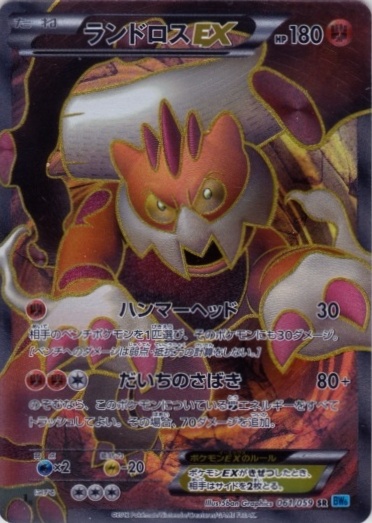 たね
ランドロスEX HP180
ハンマーヘッド 30
相手のベンチポケモンを1匹選び、そのポケモンにも30ダメージ。
[ベンチへのダメージは弱点・抵抗力の計算をしない。]
だいちのさばき 80+
のぞむなら、このポケモンについている エネルギーをすべて
トラッシュしてよい。その場合、70ダメージを追加。
×2 -20
ポケモンEXのルール
ポケモンEXがきぜつしたとき、
相手はサイドを2枚とる。
Illus. Eske Yoshinob
061/059 SR